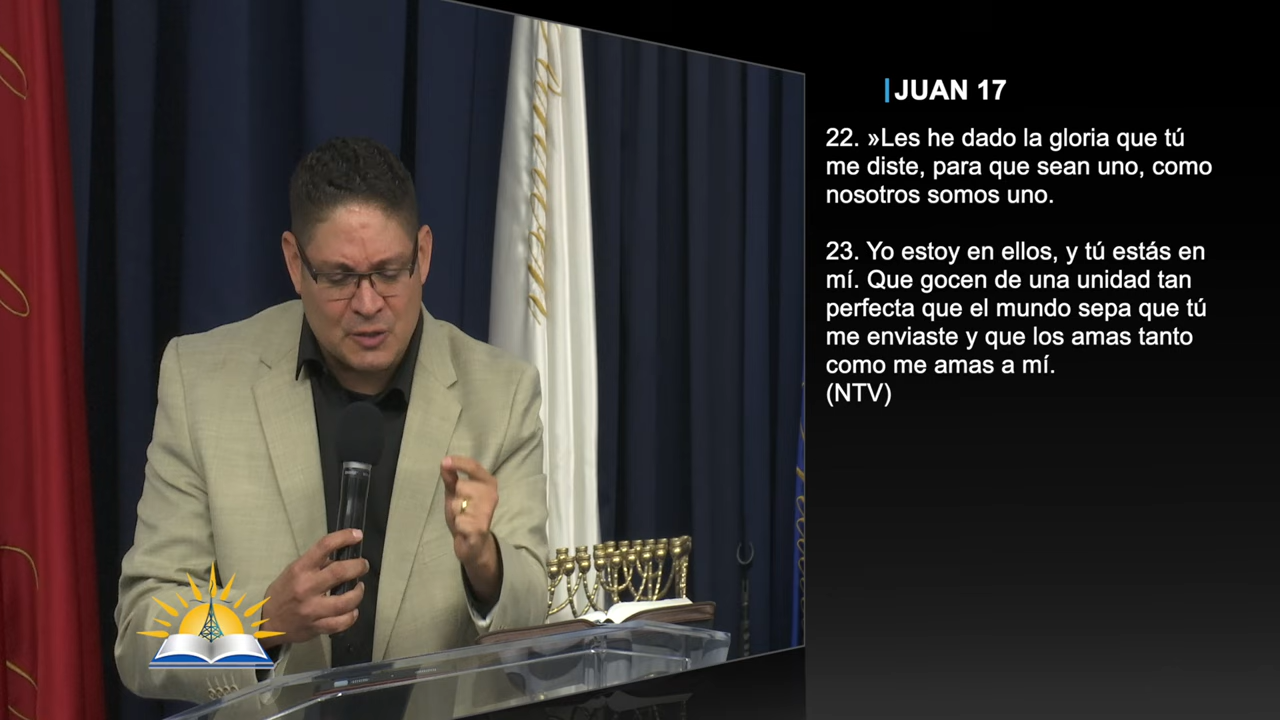 JUAN 17
22. »Les he dado la gloria que tú
me diste, para que sean uno, como
nosotros somos uno.
23. Yo estoy en ellos, y tú estás en
mí. Que gocen de una unidad tan
perfecta que el mundo sepa que tú
me enviaste y que los amas tanto
como me amas a mí.
(NTV)